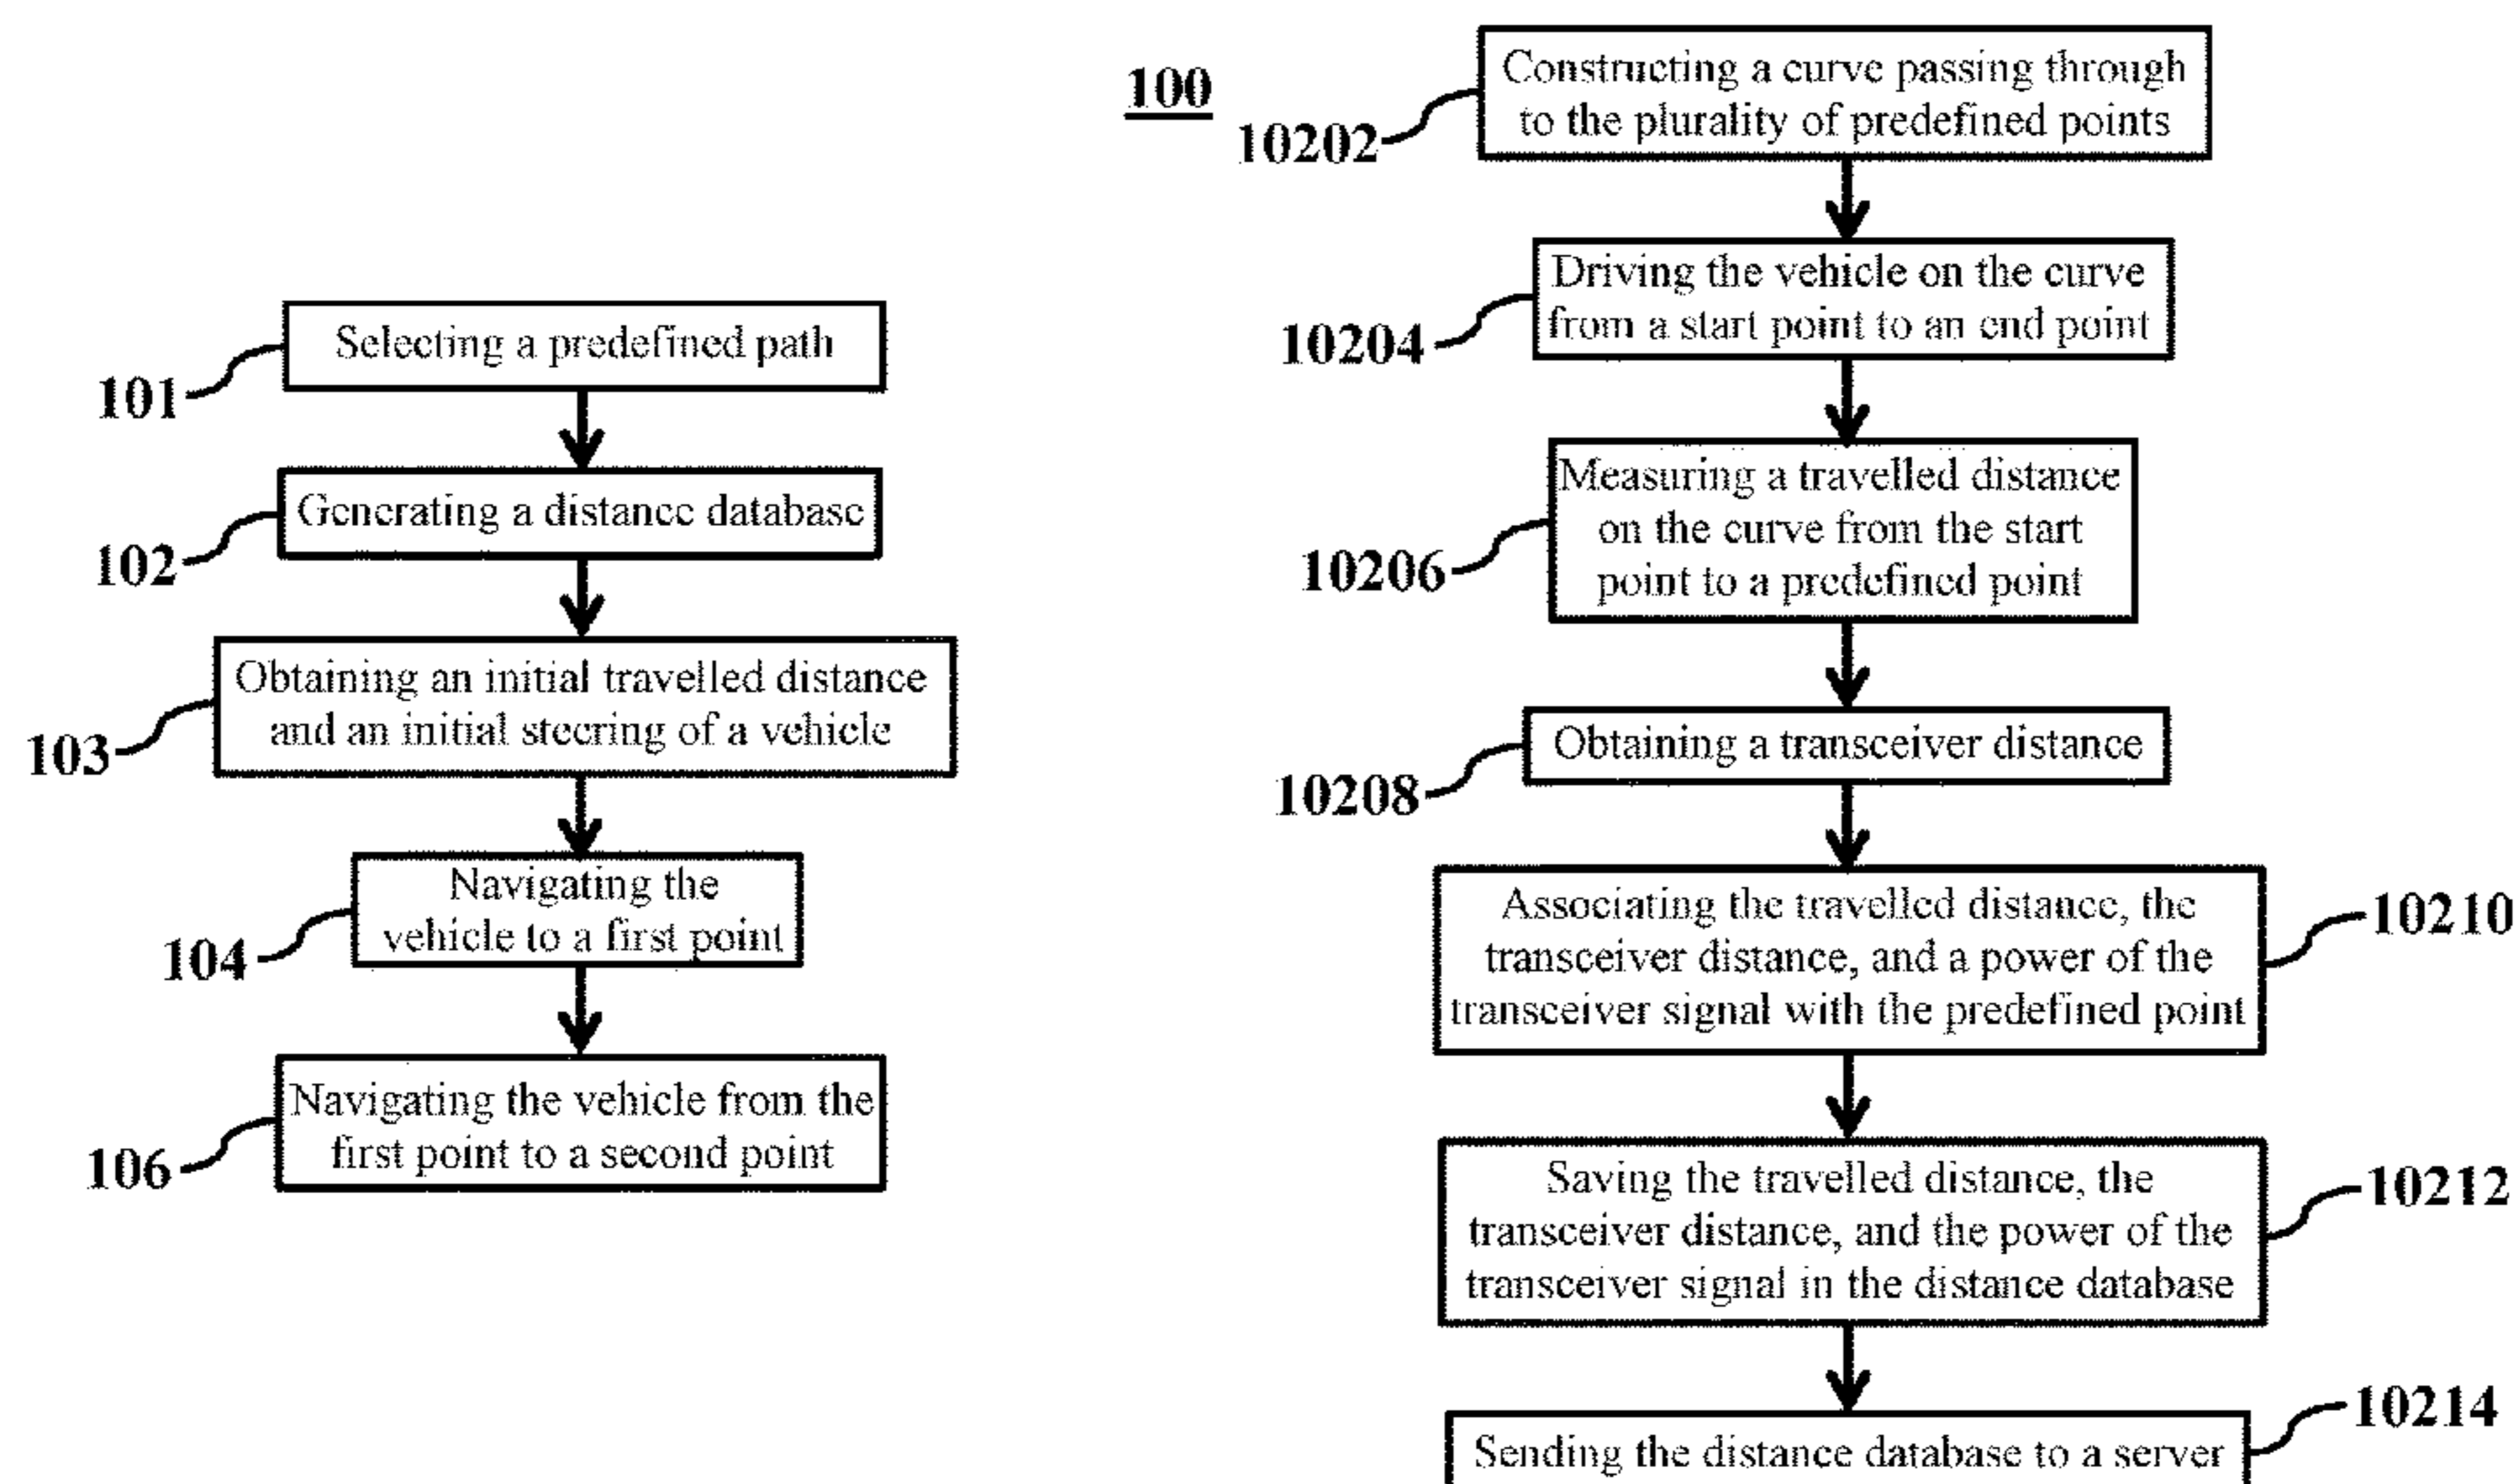 Selecting a predefined path
101
Generating a distance database
102
Obtaining an initial travelled distance
and an initial steering of a vehicle
103
Navigating the
vehicle to a first point
104
Navigating the vehicle from the
first point to a second point
106
100
Constructing a curve passing through
to the plurality of predefined points
10202
Driving the vehicle on the curve
from a start point to an end point
10204
Measuring a travelled distance
on the curve from the start
point to a predefined point
10206
Obtaining a transceiver distance
10208
Associating the travelled distance, the
transceiver distance, and a power of the
transceiver signal with the predefined point
10210
Saving the travelled distance, the
transceiver distance, and the power of the
transceiver signal in the distance database
10212
Sending the distance database to a server
10214